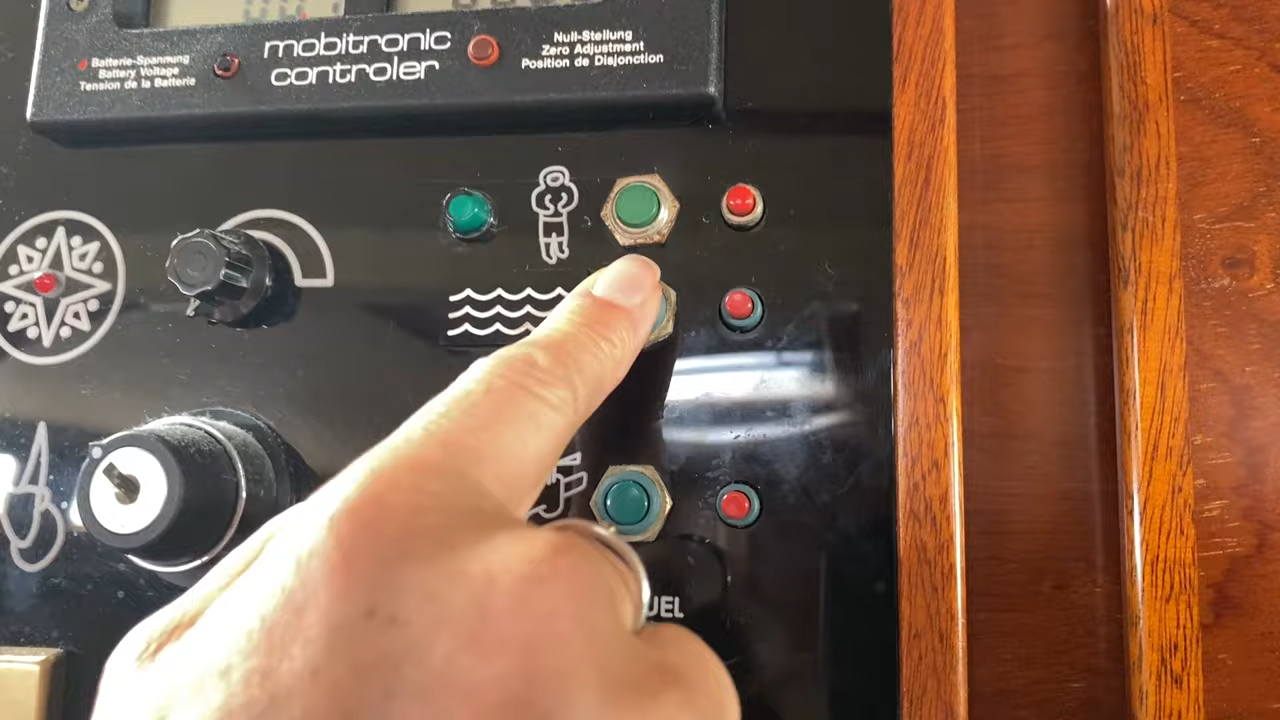 Batterie-Spannung
Battery Voltage
Tension de la Batterie
mobitronic
controler
Null-Stellung
Zero Adjustment
Position de Disjonction
UEL